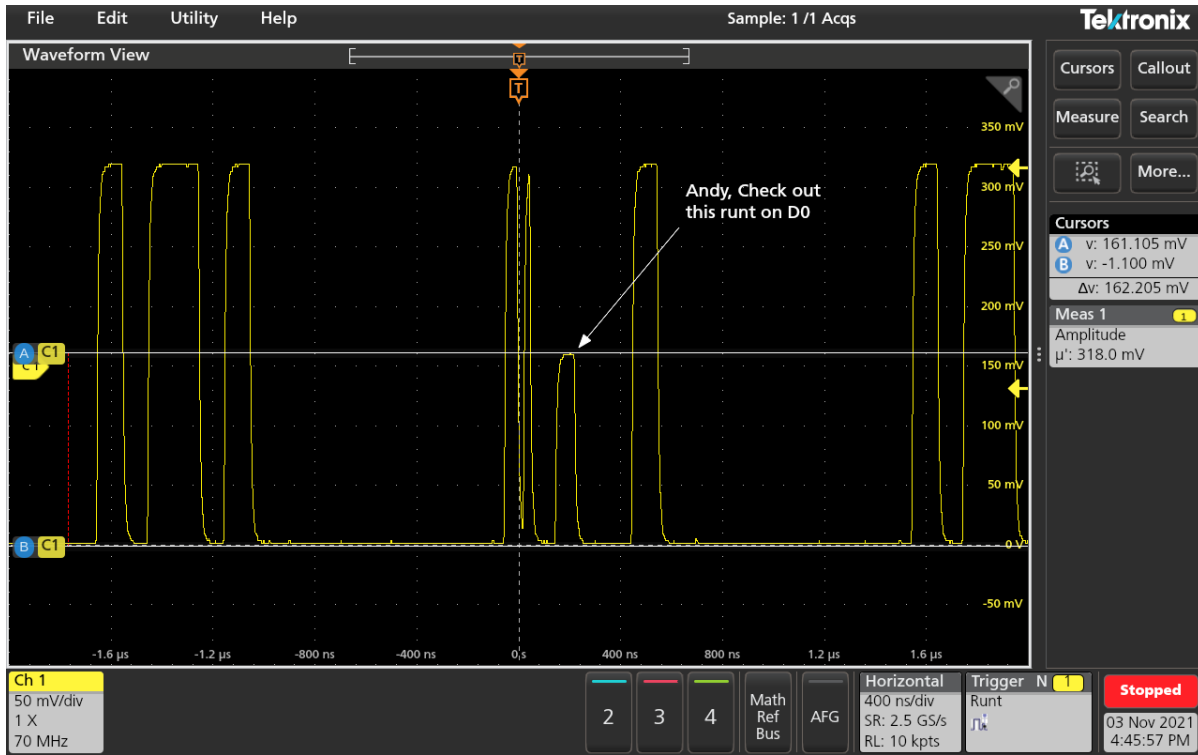 File Edit Utility Help Sample: 1 /1 Acqs Tektronix
Waveform View
T
T
Cursors Callout
Measure Search
More...
350 mV
300 mV
250 mV
200 mV
150 mV
100 mV
50 mV
0 V
-50 mV
Andy, Check out
this runt on D0
A C1
C1
B C1
Cursors
A v: 161.105 mV
B v: -1.100 mV
Δv: 162.205 mV
Meas 1 1
Amplitude
µ': 318.0 mV
-1.6 µs -1.2 µs -800 ns -400 ns 0 s 400 ns 800 ns 1.2 µs 1.6 µs
Ch 1
50 mV/div
1 X
70 MHz
2 3 4
Math
Ref
Bus
AFG
Horizontal
400 ns/div
SR: 2.5 GS/s
RL: 10 kpts
Trigger N 1
Runt
Stopped
03 Nov 2021
4:45:57 PM